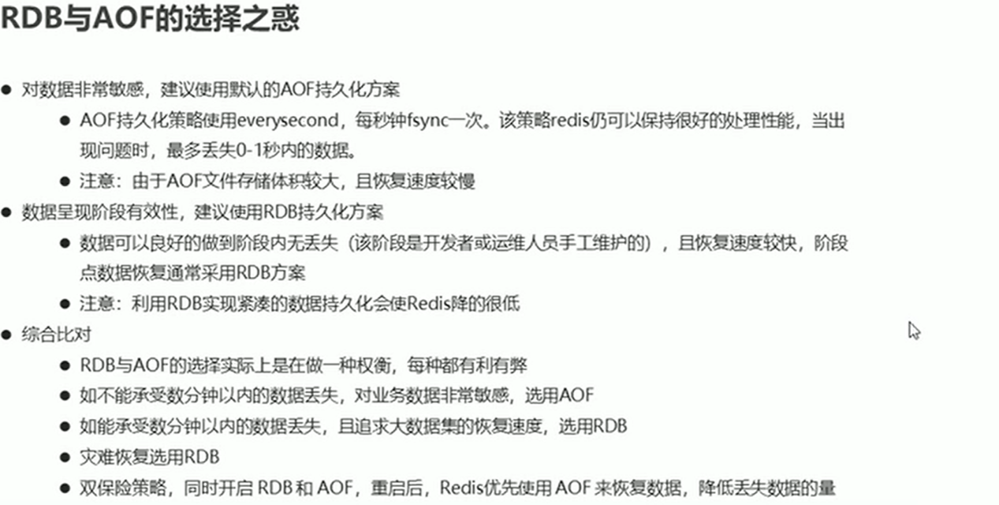 RDB与AOF的选择之惑
● 对数据非常敏感，建议使用默认的AOF持久化方案
● AOF持久化策略使用everysecond，每秒钟fsync一次。该策略redis仍可以保持很好的处理性能，当出
现问题时，最多丢失0-1秒内的数据。
● 注意：由于AOF文件存储体积较大，且恢复速度较慢
● 数据呈现阶段有效性，建议使用RDB持久化方案
● 数据可以良好的做到阶段内无丢失（该阶段是开发者或运维人员手工维护的），且恢复速度较快，阶段
点数据恢复通常采用RDB方案
● 注意：利用RDB实现紧凑的数据持久化会使Redis降的很低
● 综合比对
● RDB与AOF的选择实际上是在做一种权衡，每种都有利有弊
● 如不能承受数分钟以内的数据丢失，对业务数据非常敏感，选用AOF
● 如能承受数分钟以内的数据丢失，且追求大数据集的恢复速度，选用RDB
● 灾难恢复选用RDB
● 双保险策略，同时开启 RDB 和 AOF，重启后，Redis优先使用 AOF 来恢复数据，降低丢失数据的量